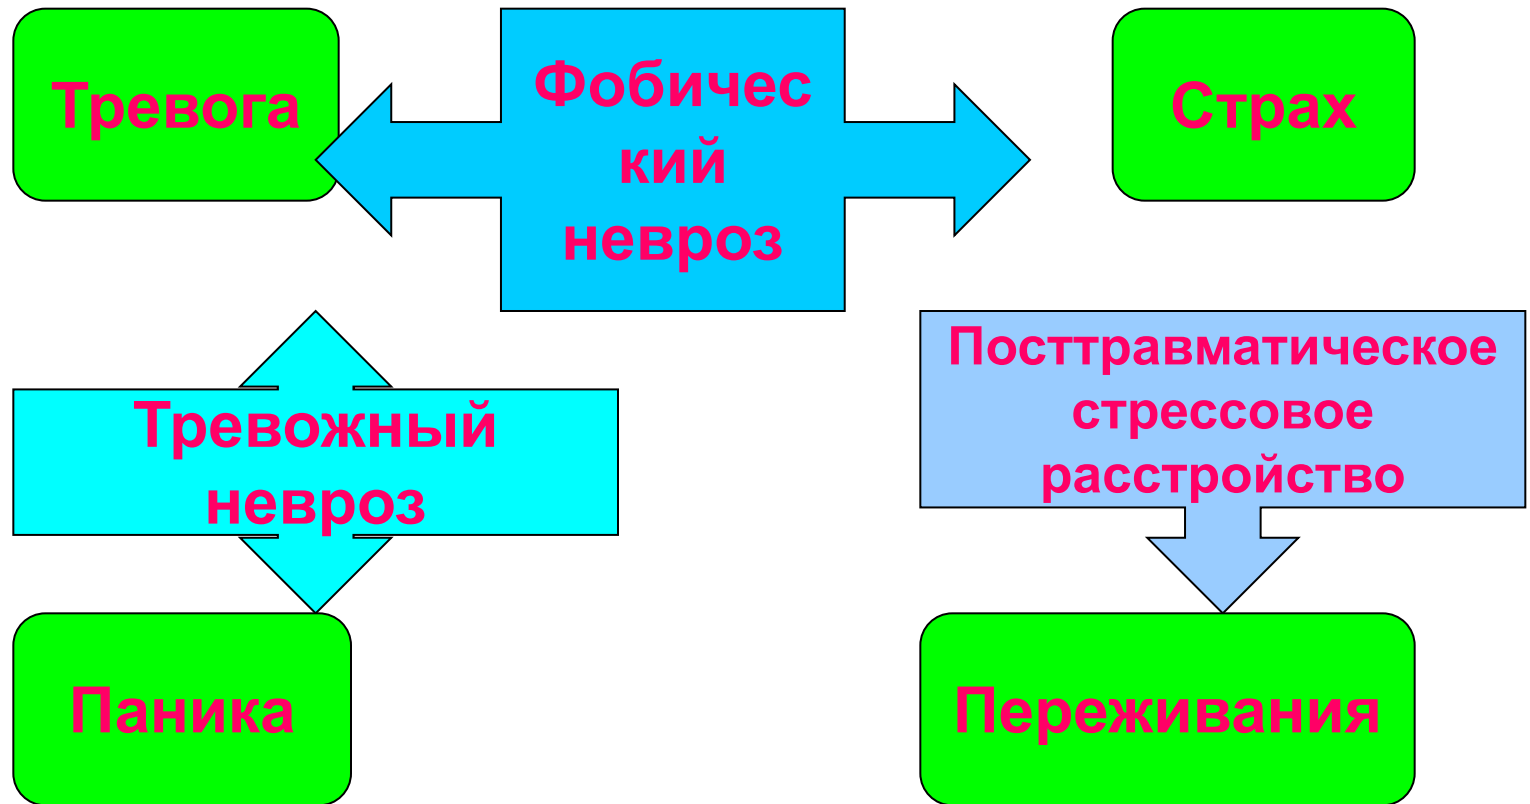 Тревога
Фобичес
кий
невроз
Страх
Тревожный
невроз
Посттравматическое
стрессовое
расстройство
Паника
Переживания